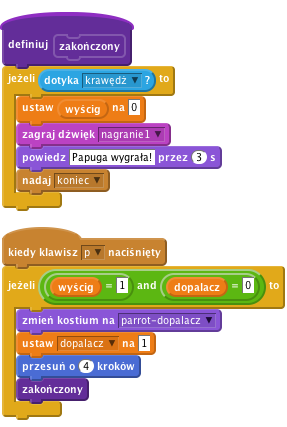 definiuj zakończony
jeżeli dotyka krawędź ? to
ustaw wyścig na 0
zagraj dźwięk nagranie1
powiedz Papuga wygrała! przez 3 s
nadaj koniec
kiedy klawisz p naciśnięty
jeżeli wyścig = 1 and dopalacz = 0 to
zmień kostium na parrot-dopalacz
ustaw dopalacz na 1
przesuń o 4 kroków
zakończony